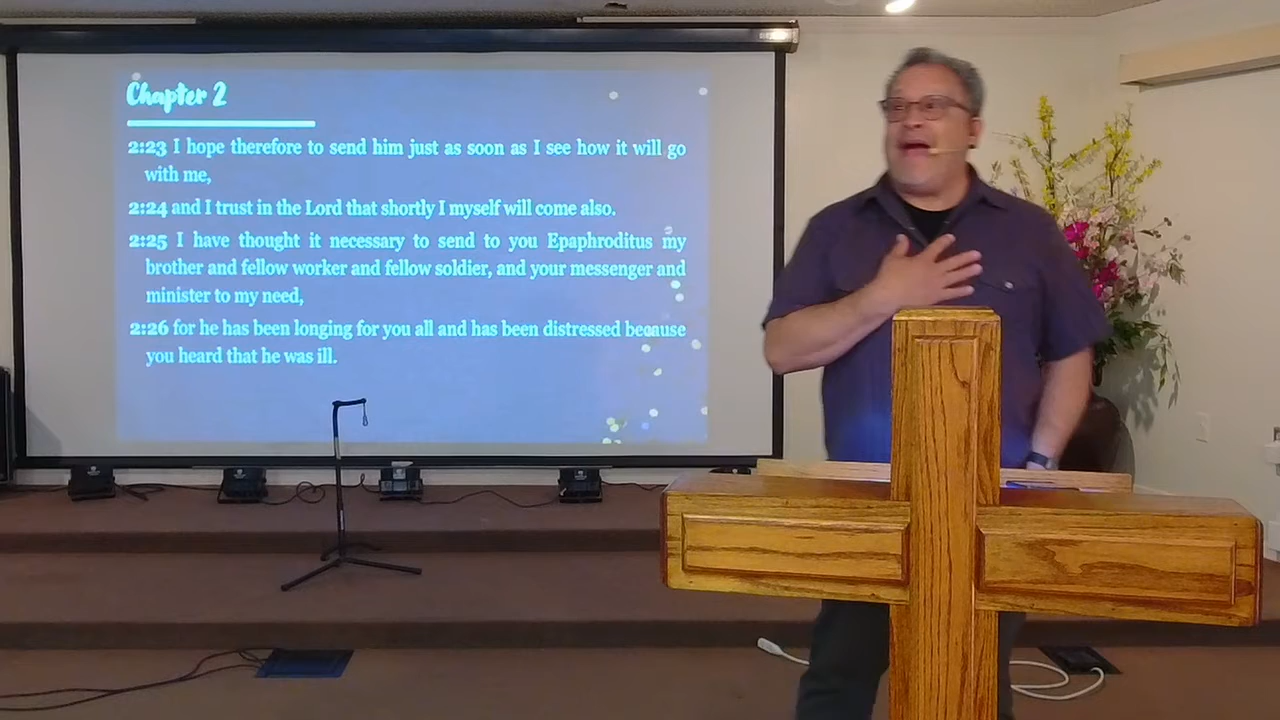 Chapter 2
2:23 I hope therefore to send him just as soon as I see how it will go
with me,
2:24 and I trust in the Lord that shortly I myself will come also.
2:25 I have thought it necessary to send to you Epaphroditus my
brother and fellow worker and fellow soldier, and your messenger and
minister to my need,
2:26 for he has been longing for you all and has been distressed because
you heard that he was ill.